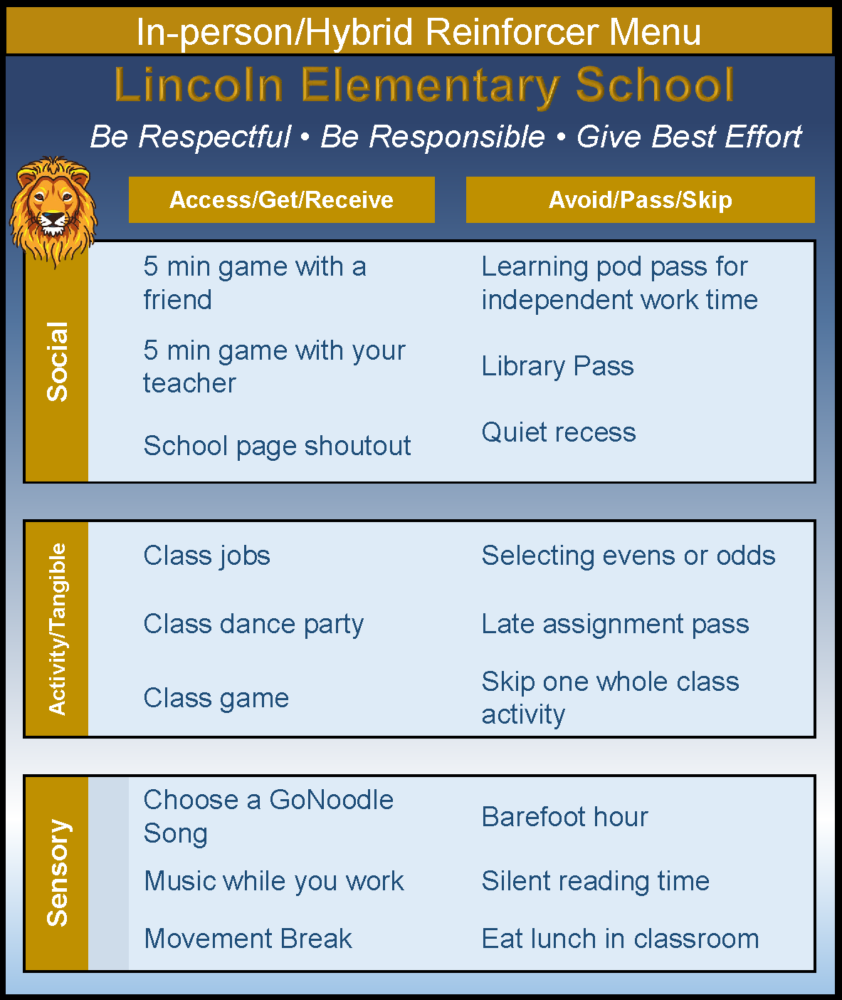 In-person/Hybrid Reinforcer Menu
Lincoln Elementary School
Be Respectful • Be Responsible • Give Best Effort
Access/Get/Receive
Avoid/Pass/Skip
Social
5 min game with a
friend
5 min game with your
teacher
School page shoutout
Learning pod pass for
independent work time
Library Pass
Quiet recess
Activity/Tangible
Class jobs
Class dance party
Class game
Selecting evens or odds
Late assignment pass
Skip one whole class
activity
Sensory
Choose a GoNoodle
Song
Music while you work
Movement Break
Barefoot hour
Silent reading time
Eat lunch in classroom